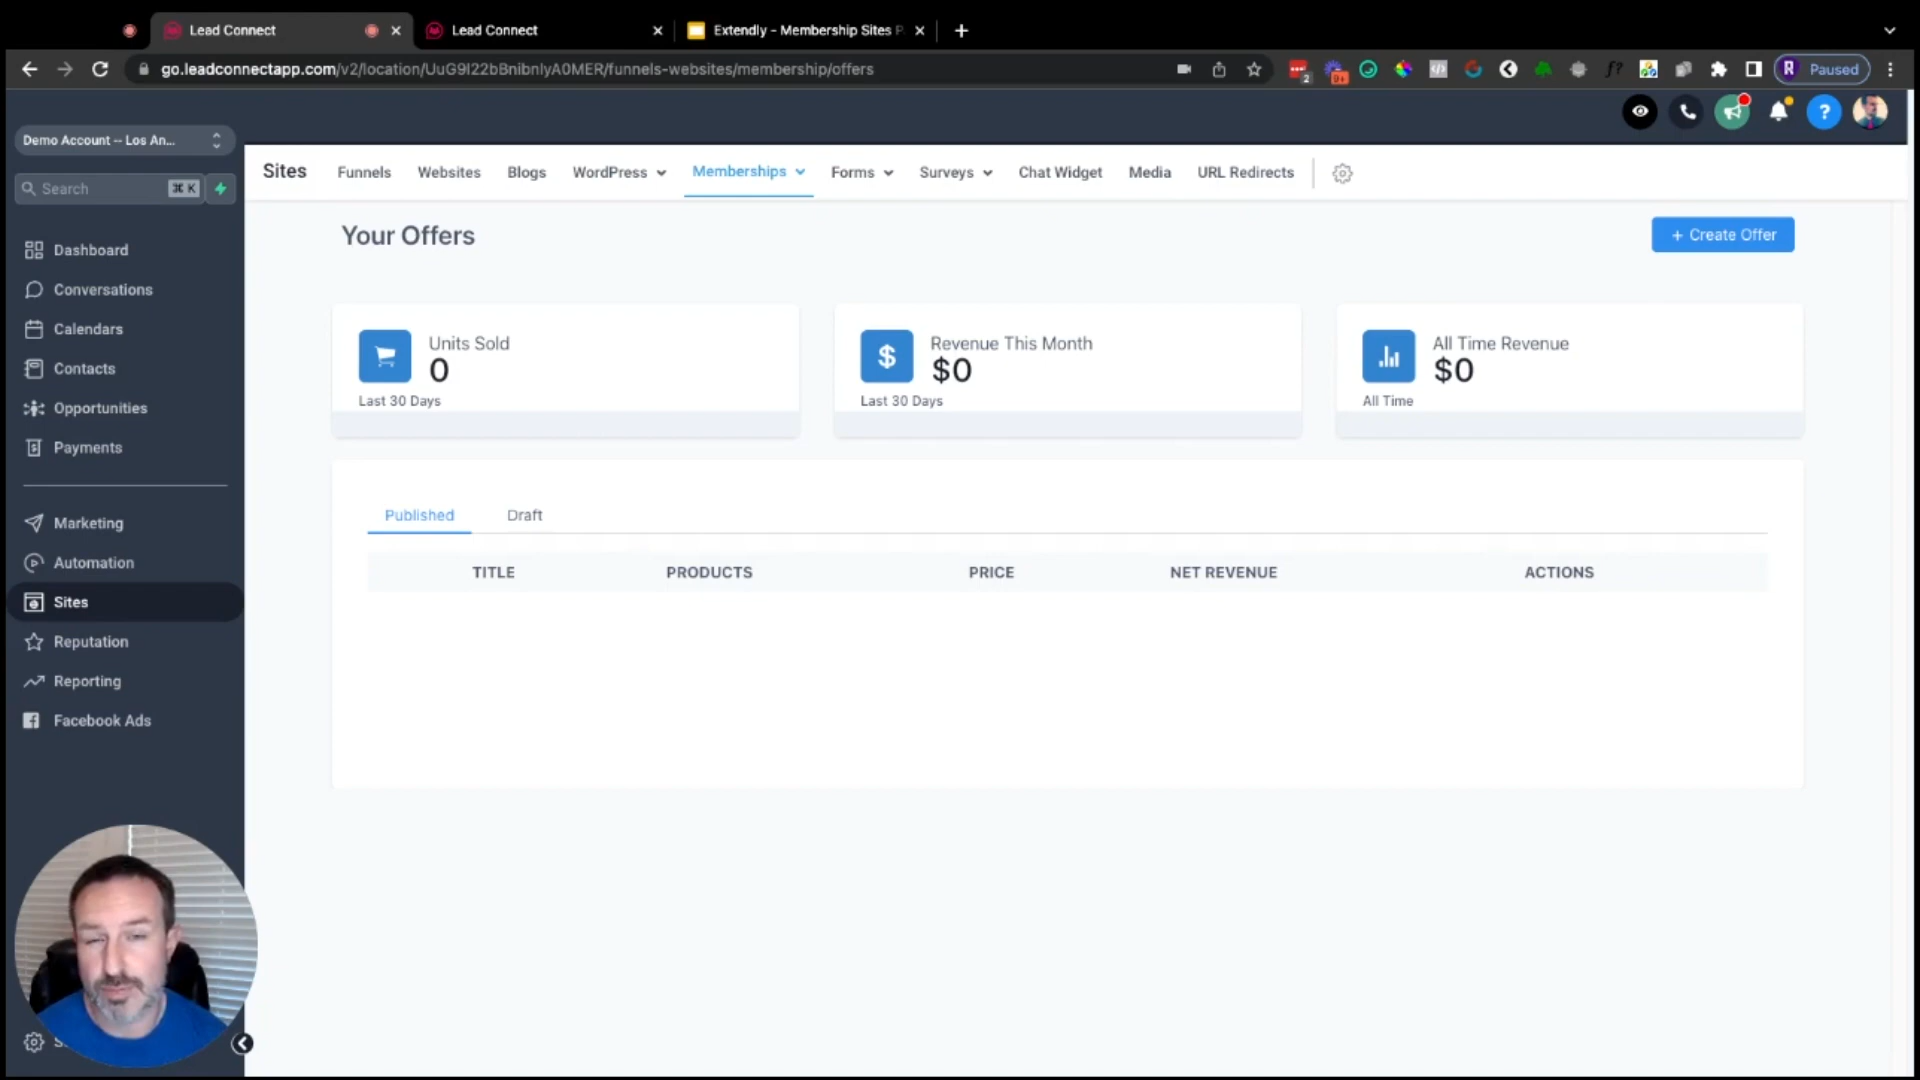 Lead Connect
Lead Connect
Extendly - Membership Sites P
go.leadconnectapp.com/v2/location/UuG9I22bBnibnlyA0MER/funnels-websites/membership/offers
2
9+
f?
R Paused
Demo Account -- Los An...
Search ⌘ K
Dashboard
Conversations
Calendars
Contacts
Opportunities
Payments
Marketing
Automation
Sites
Reputation
Reporting
Facebook Ads
Sites Funnels Websites Blogs WordPress Memberships Forms Surveys Chat Widget Media URL Redirects
Your Offers
+ Create Offer
Units Sold
0
Last 30 Days
Revenue This Month
$0
Last 30 Days
All Time Revenue
$0
All Time
Published Draft
TITLE PRODUCTS PRICE NET REVENUE ACTIONS